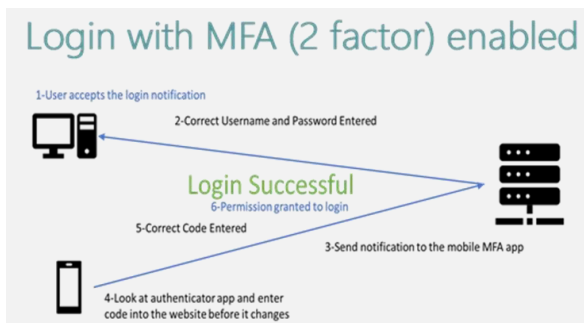 Login with MFA (2 factor) enabled
1-User accepts the login notification
2-Correct Username and Password Entered
Login Successful
6-Permission granted to login
5-Correct Code Entered
3-Send notification to the mobile MFA app
4-Look at authenticator app and enter
code into the website before it changes